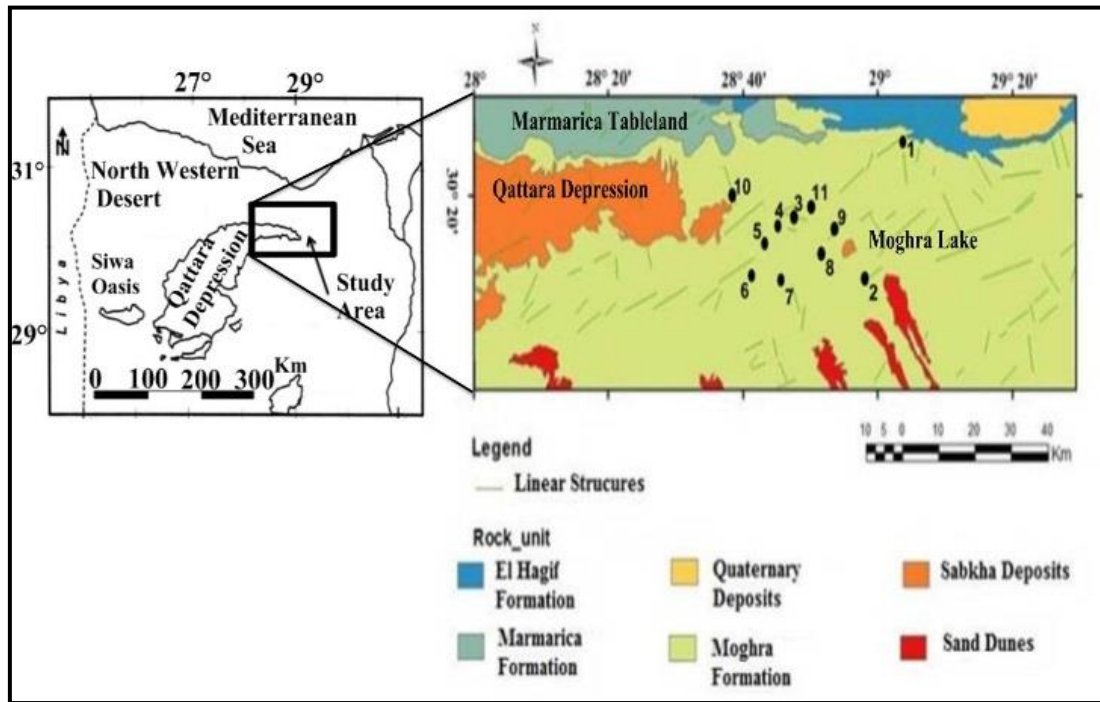 27°
29°
Mediterranean
Sea
N
31°
North Western
Desert
Siwa
Oasis
Qattara
Depression
Study
Area
Libya
29°
Km
0 100 200 300
N
28°
28° 20'
28° 40'
29°
29° 20'
Marmarica Tableland
1
30° 20'
Qattara Depression
10
11
4 3
9
5
Moghra Lake
8
6
7
2
10 5 0 10 20 30 40
Km
Legend
Linear Strucures
Rock_unit
El Hagif
Formation
Quaternary
Deposits
Sabkha Deposits
Marmarica
Formation
Moghra
Formation
Sand Dunes